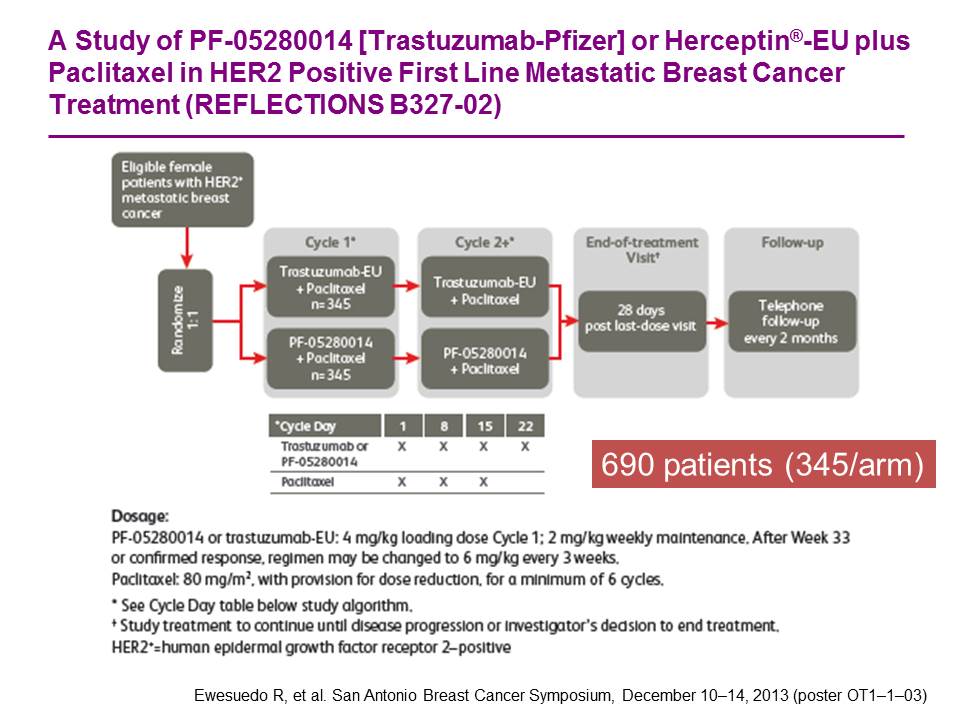 A Study of PF-05280014 [Trastuzumab-Pfizer] or Herceptin®-EU plus
Paclitaxel in HER2 Positive First Line Metastatic Breast Cancer
Treatment (REFLECTIONS B327-02)
Eligible female
patients with HER2+
metastatic breast
cancer
Randomize
1:1
Cycle 1*
Trastuzumab-EU
+ Paclitaxel
n=345
PF-05280014
+ Paclitaxel
n=345
Cycle 2+*
Trastuzumab-EU
+ Paclitaxel
PF-05280014
+ Paclitaxel
End-of-treatment
Visit†
28 days
post last-dose visit
Follow-up
Telephone
follow-up
every 2 months
*Cycle Day 1 8 15 22
Trastuzumab or
PF-05280014 X X X X
Paclitaxel X X X
690 patients (345/arm)
Dosage:
PF-05280014 or trastuzumab-EU: 4 mg/kg loading dose Cycle 1; 2 mg/kg weekly maintenance. After Week 33
or confirmed response, regimen may be changed to 6 mg/kg every 3 weeks.
Paclitaxel: 80 mg/m², with provision for dose reduction, for a minimum of 6 cycles.
* See Cycle Day table below study algorithm.
† Study treatment to continue until disease progression or investigator's decision to end treatment.
HER2+=human epidermal growth factor receptor 2–positive
Ewesuedo R, et al. San Antonio Breast Cancer Symposium, December 10–14, 2013 (poster OT1–1–03)